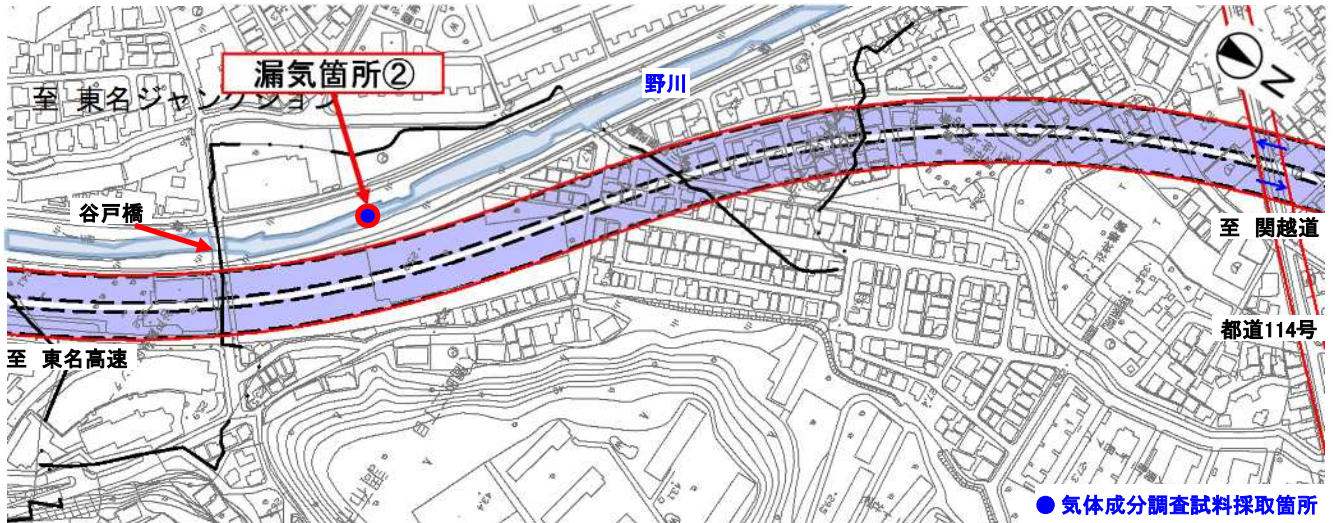 漏気箇所②
野川
至 東名ジャンクション
N
谷戸橋
至 関越道
都道114号
至 東名高速
● 気体成分調査試料採取箇所